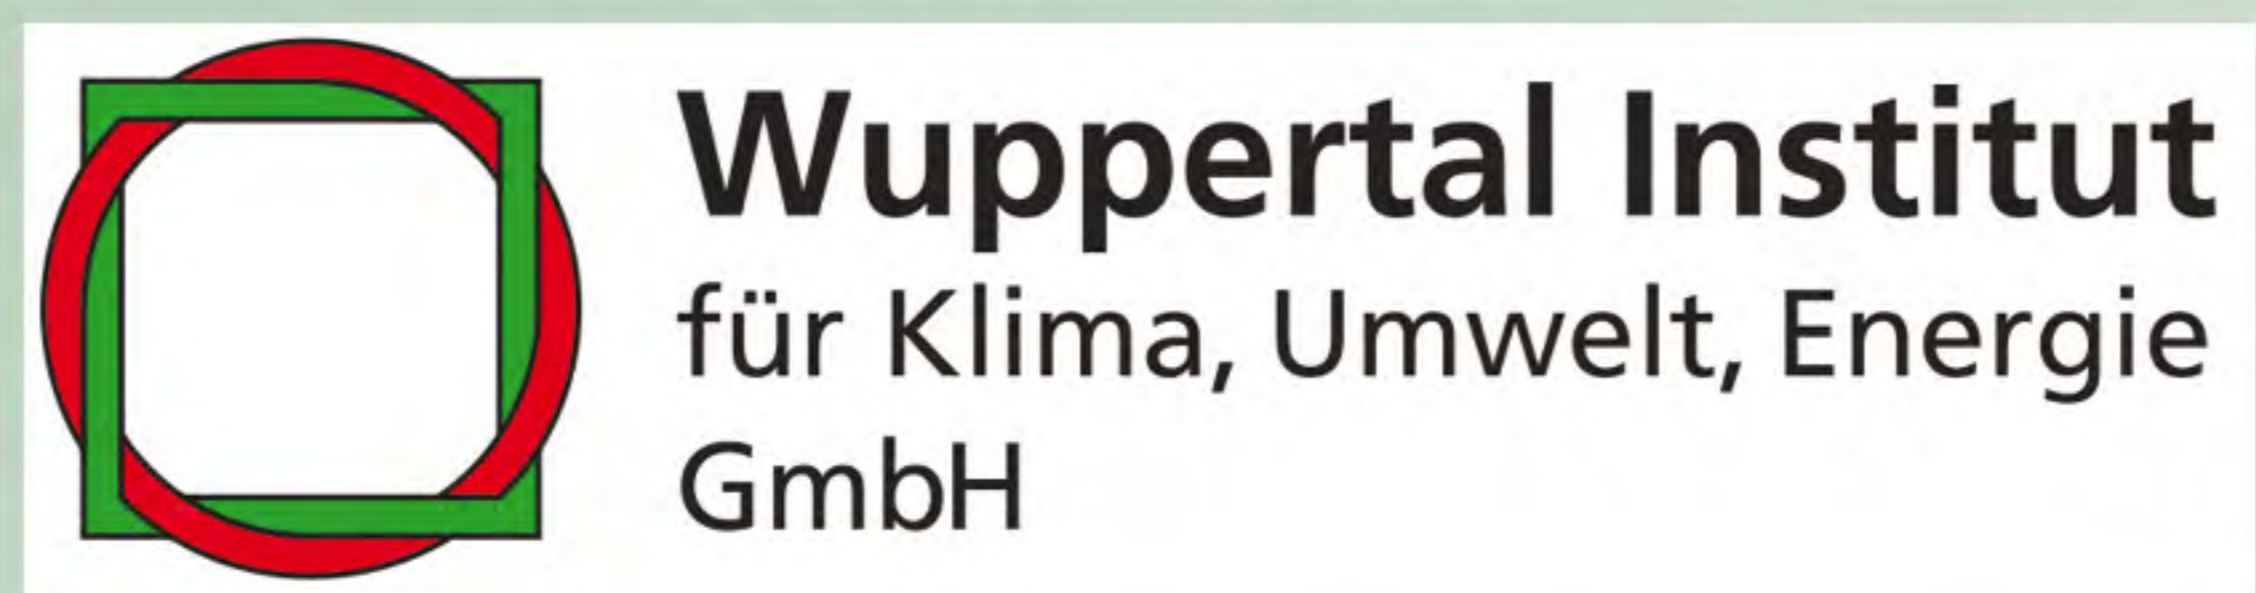 Wuppertal Institut
für Klima, Umwelt, Energie
GmbH